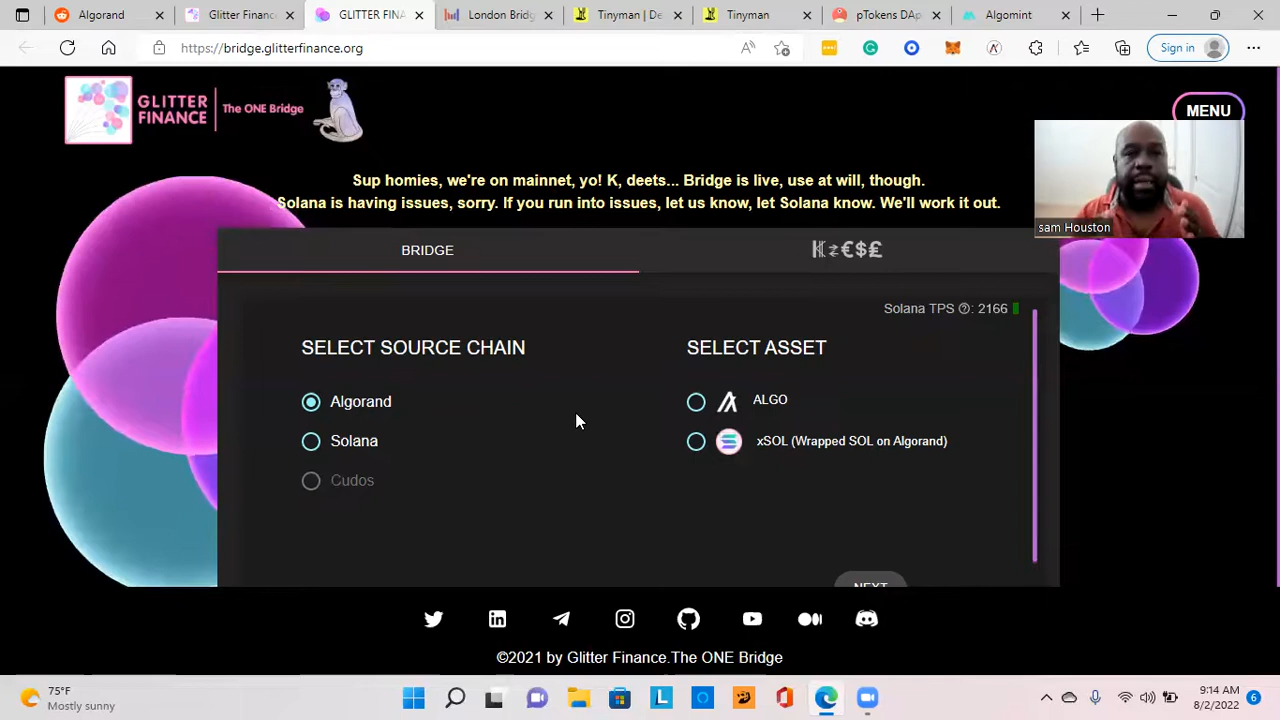 Algorand
Glitter Financ
GLITTER FINA
London Bridg
Tinyman | De
Tinyman
pTokens DAp
Algomint
https://bridge.glitterfinance.org
Sign in
GLITTER
FINANCE
The ONE Bridge
MENU
Sup homies, we're on mainnet, yo! K, deets... Bridge is live, use at will, though.
Solana is having issues, sorry. If you run into issues, let us know, let Solana know. We'll work it out.
sam Houston
BRIDGE
Solana TPS ?: 2166
SELECT SOURCE CHAIN
SELECT ASSET
Algorand
ALGO
Solana
xSOL (Wrapped SOL on Algorand)
Cudos
NEXT
©2021 by Glitter Finance.The ONE Bridge
75°F
Mostly sunny
9:14 AM
8/2/2022
6